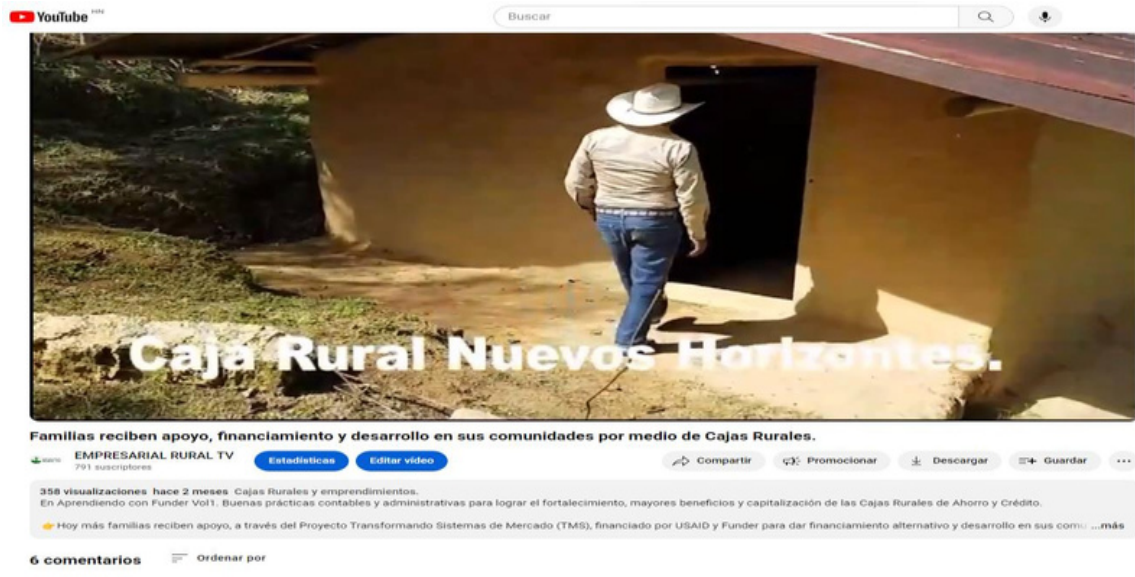 YouTube HN
Buscar
Caja Rural Nuevos Horizontes.
Familias reciben apoyo, financiamiento y desarrollo en sus comunidades por medio de Cajas Rurales.
EMPRESARIAL RURAL TV
791 suscriptores
Estadísticas
Editar video
Compartir
Promocionar
Descargar
Guardar
358 visualizaciones hace 2 meses Cajas Rurales y emprendimientos.
En Aprendiendo con Funder Vol1. Buenas prácticas contables y administrativas para lograr el fortalecimiento, mayores beneficios y capitalización de las Cajas Rurales de Ahorro y Crédito.
👉 Hoy más familias reciben apoyo, a través del Proyecto Transformando Sistemas de Mercado (TMS), financiado por USAID y Funder para dar financiamiento alternativo y desarrollo en sus comu ...más
6 comentarios
Ordenar por